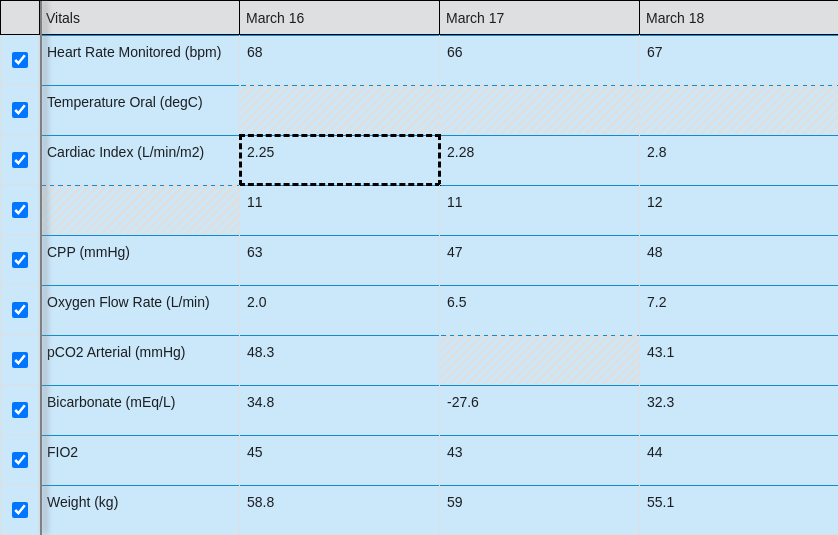 Vitals March 16 March 17 March 18
Heart Rate Monitored (bpm) 68 66 67
Temperature Oral (degC)
Cardiac Index (L/min/m2) 2.25 2.28 2.8
11 11 12
CPP (mmHg) 63 47 48
Oxygen Flow Rate (L/min) 2.0 6.5 7.2
pCO2 Arterial (mmHg) 48.3 43.1
Bicarbonate (mEq/L) 34.8 -27.6 32.3
FIO2 45 43 44
Weight (kg) 58.8 59 55.1